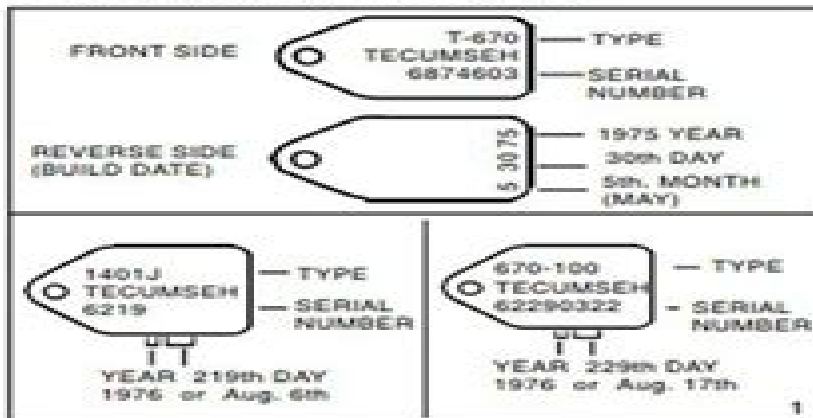 FRONT SIDE
T-670 TYPE
TECUMSEH
6874603 SERIAL
NUMBER
REVERSE SIDE
(BUILD DATE)
75 1975 YEAR
30 30th DAY
5 5th. MONTH
(MAY)
1401J TYPE
TECUMSEH
6219 SERIAL
NUMBER
YEAR 219th DAY
1976 or Aug. 6th
670-100 TYPE
TECUMSEH
62290322 SERIAL
NUMBER
YEAR 229th DAY
1976 or Aug. 17th
1